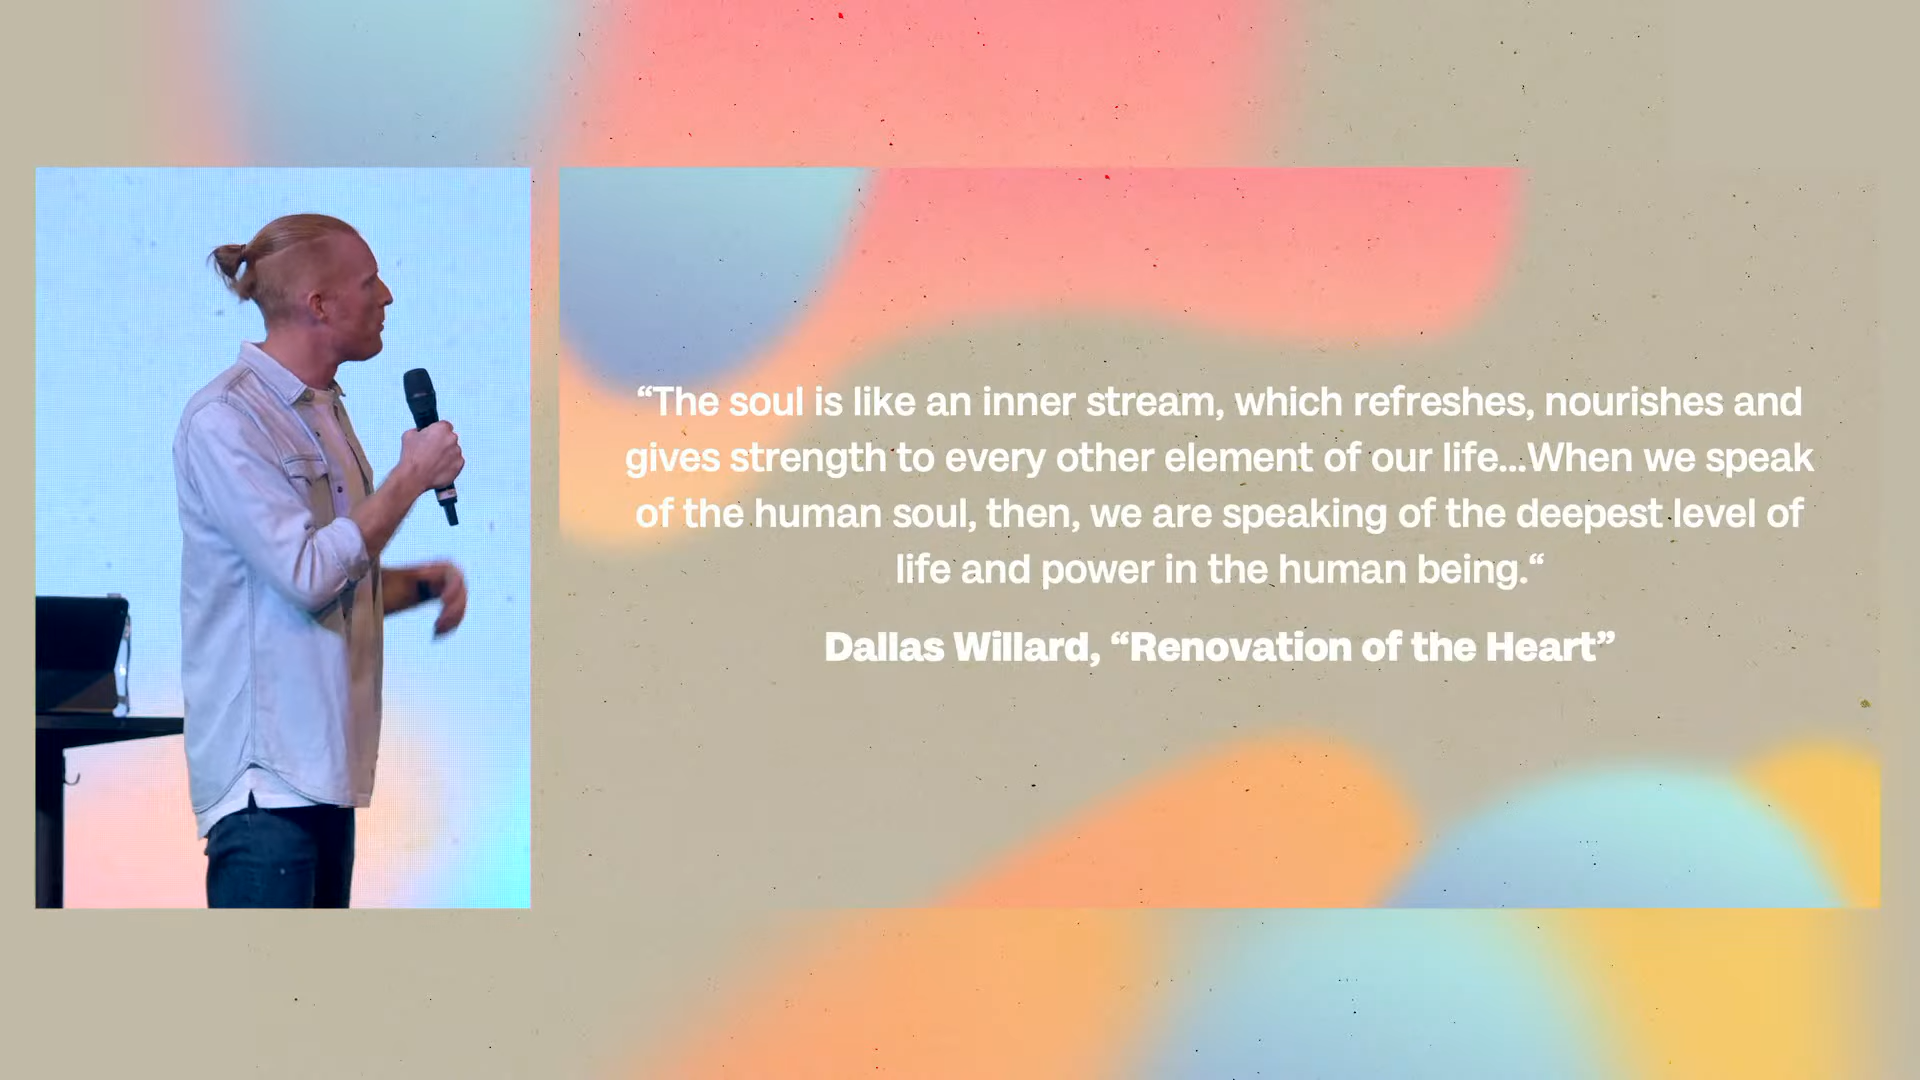 “The soul is like an inner stream, which refreshes, nourishes and
gives strength to every other element of our life...When we speak
of the human soul, then, we are speaking of the deepest level of
life and power in the human being.“
Dallas Willard, “Renovation of the Heart”